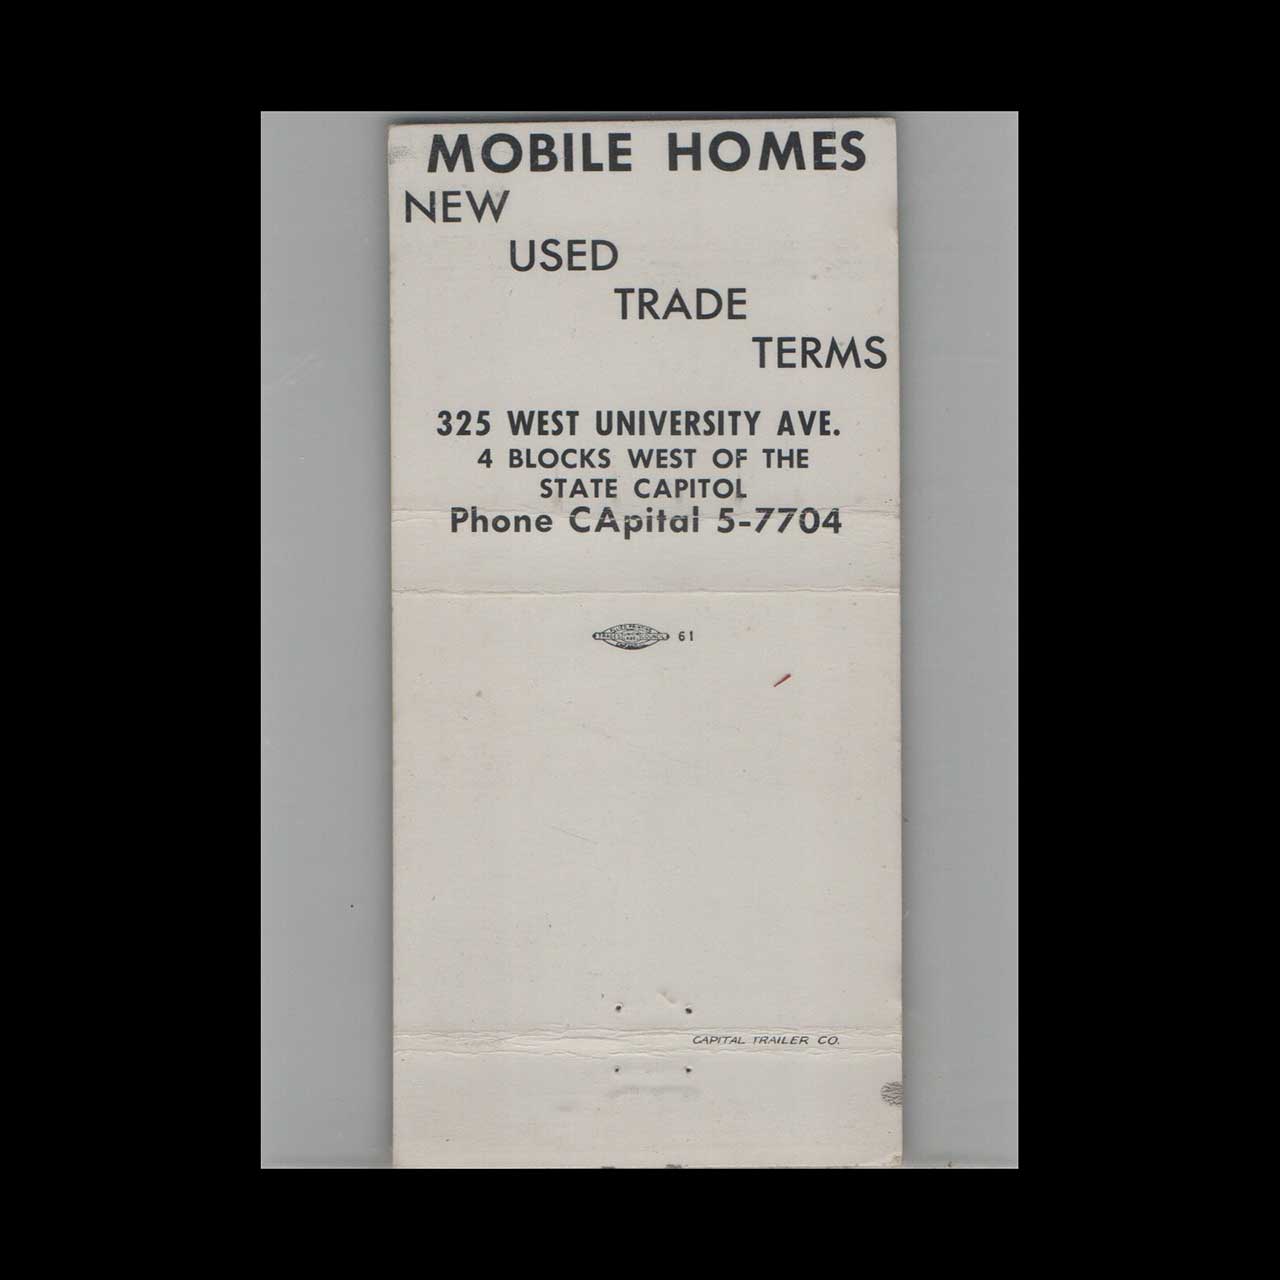 MOBILE HOMES
NEW
USED
TRADE
TERMS
325 WEST UNIVERSITY AVE.
4 BLOCKS WEST OF THE
STATE CAPITOL
Phone CApital 5-7704
61
CAPITAL TRAILER CO.